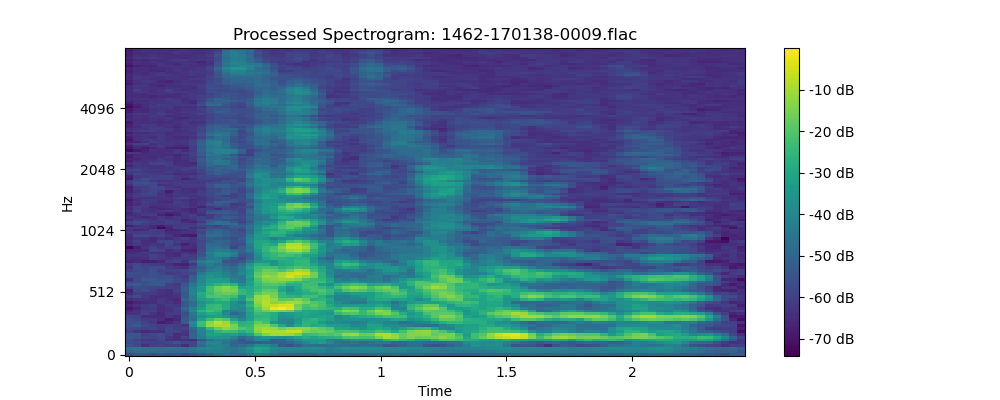 Processed Spectrogram: 1462-170138-0009.flac
Hz
4096
2048
1024
512
0
0
0.5
1
1.5
2
Time
-10 dB
-20 dB
-30 dB
-40 dB
-50 dB
-60 dB
-70 dB